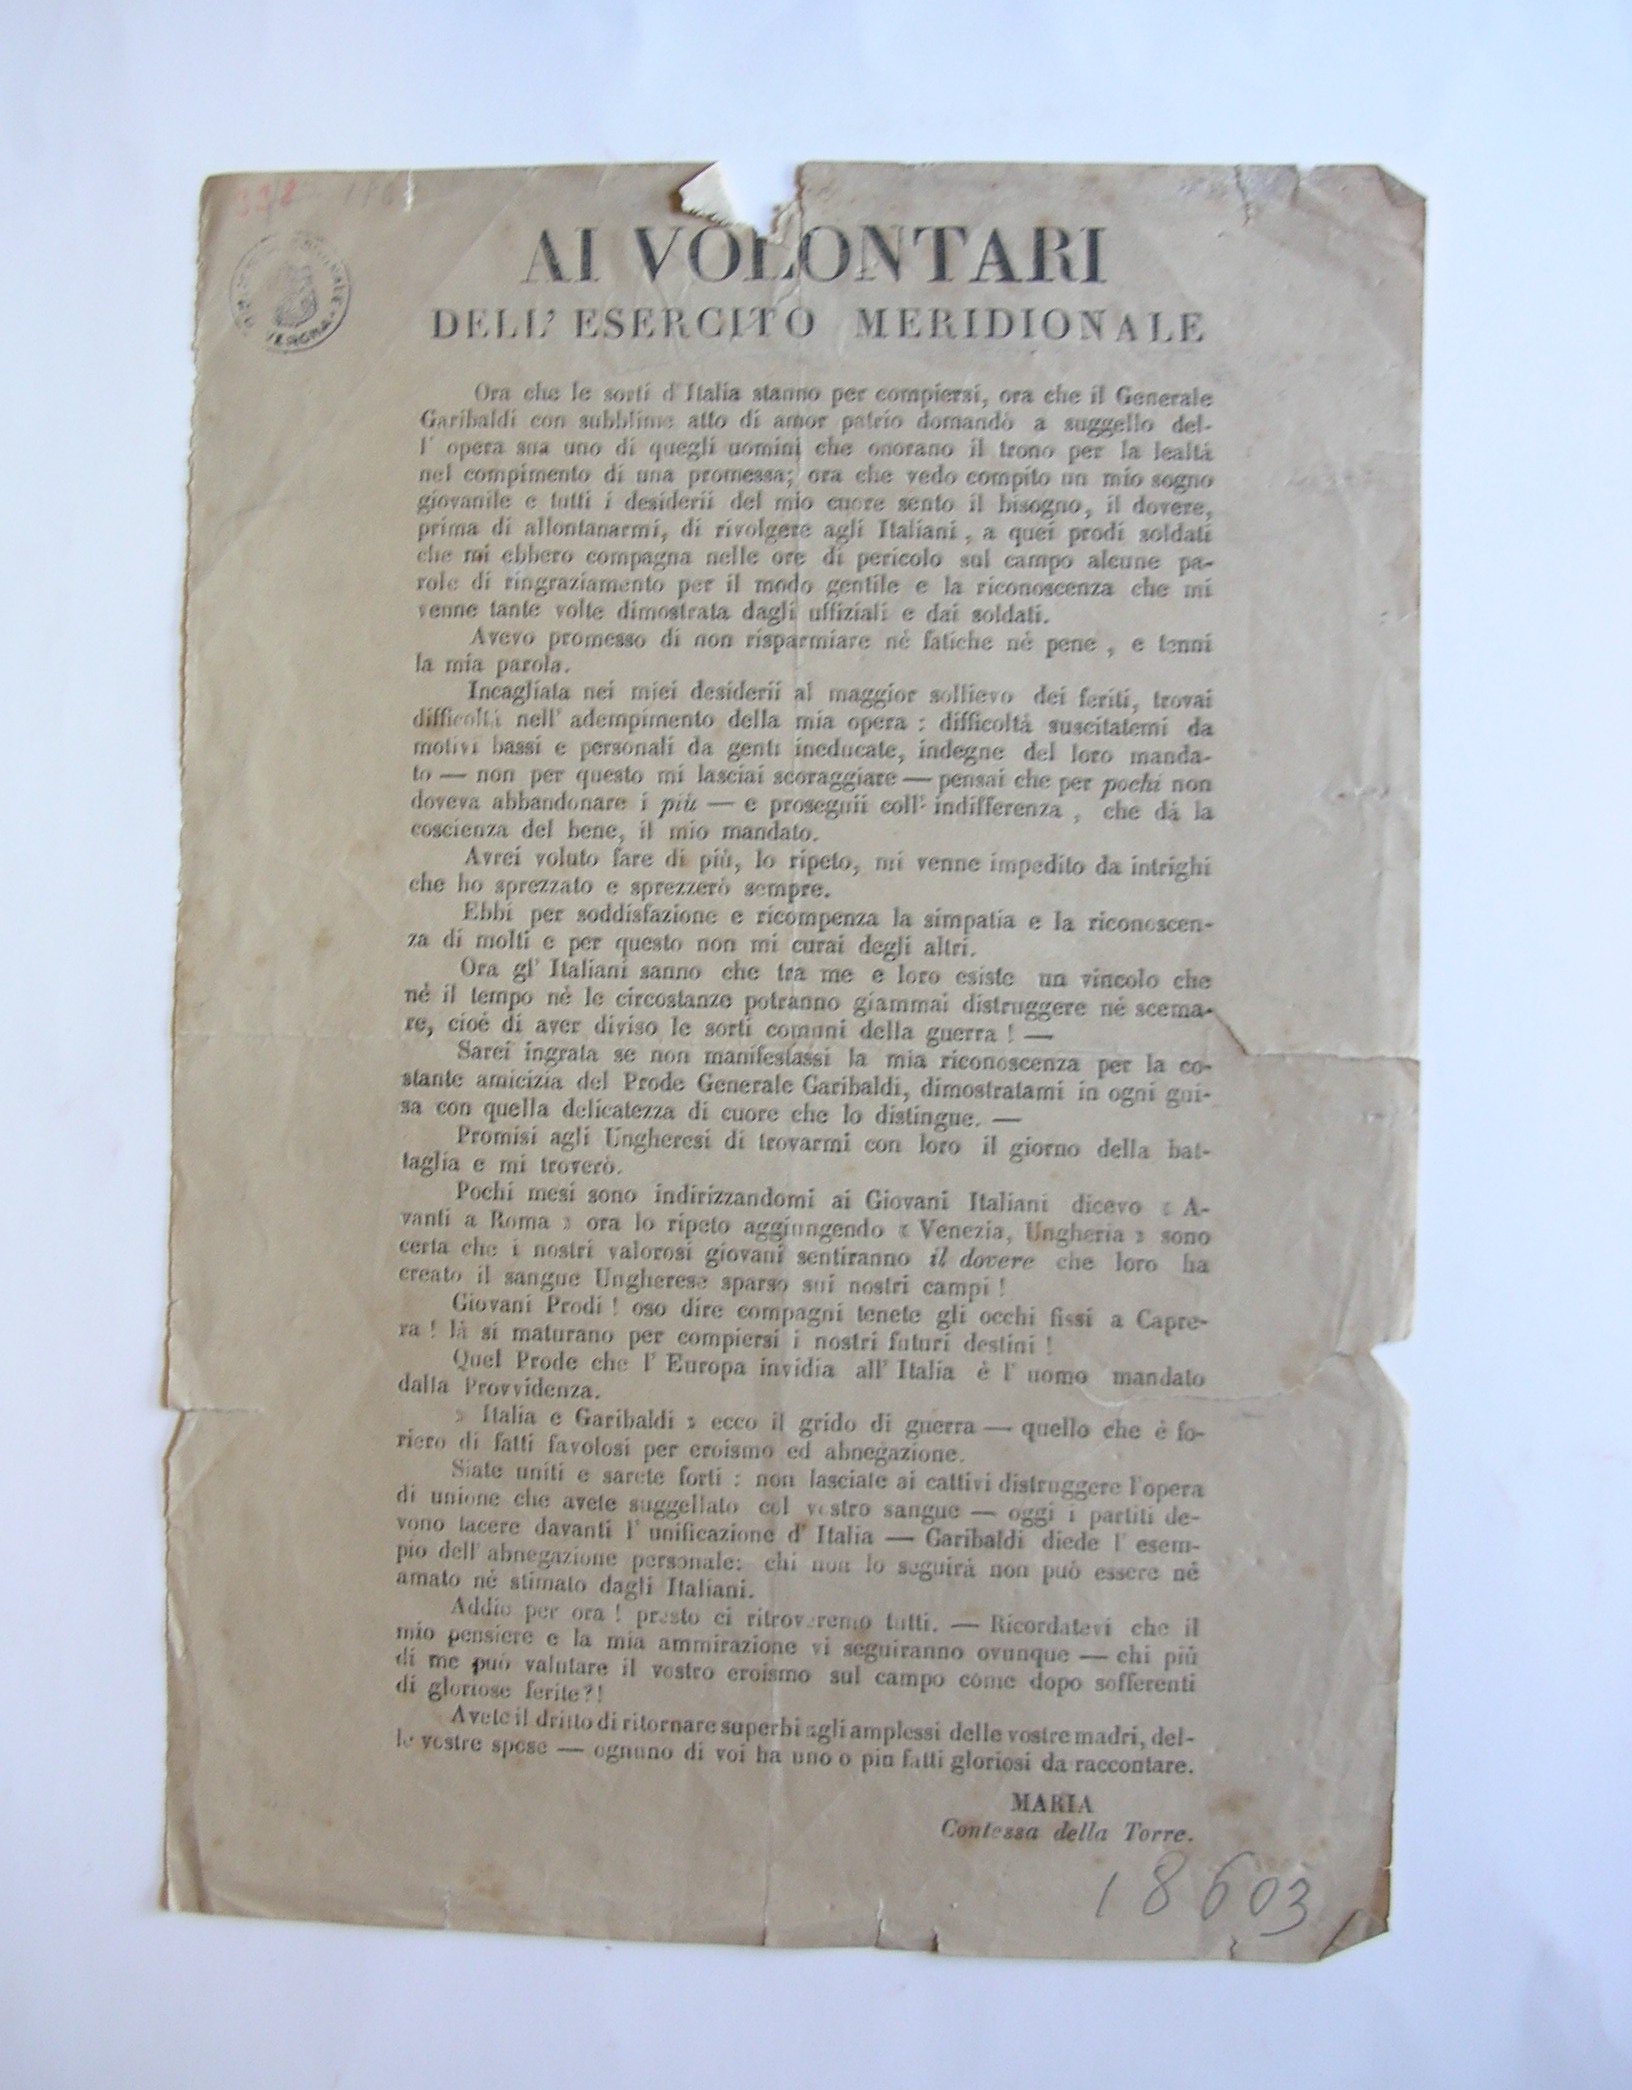 AI VOLONTARI
DELL' ESERCITO MERIDIONALE
Ora che le sorti d'Italia stanno per compiersi, ora che il Generale
Garibaldi con subblime atto di amor patrio domandò a suggello del-
l' opera sua uno di quegli uomini che onorano il trono per la lealtà
nel compimento di una promessa; ora che vedo compito un mio sogno
giovanile e tutti i desiderii del mio cuore sento il bisogno, il dovere,
prima di allontanarmi, di rivolgere agli Italiani, a quei prodi soldati
che mi ebbero compagna nelle ore di pericolo sul campo alcune pa-
role di ringraziamento per il modo gentile e la riconoscenza che mi
venne tante volte dimostrata dagli uffiziali e dai soldati.
Avevo promesso di non risparmiare nè fatiche nè pene, e tenni
la mia parola.
Incagliata nei miei desiderii al maggior sollievo dei feriti, trovai
difficoltà nell' adempimento della mia opera : difficoltà suscitatemi da
motivi bassi e personali da genti ineducate, indegne del loro manda-
to — non per questo mi lasciai scoraggiare — pensai che per pochi non
doveva abbandonare i più — e proseguii coll' indifferenza, che dà la
coscienza del bene, il mio mandato.
Avrei voluto fare di più, lo ripeto, mi venne impedito da intrighi
che ho sprezzato e sprezzerò sempre.
Ebbi per soddisfazione e ricompenza la simpatia e la riconoscen-
za di molti e per questo non mi curai degli altri.
Ora gl' Italiani sanno che tra me e loro esiste un vincolo che
nè il tempo nè le circostanze potranno giammai distruggere nè scema-
re, cioè di aver diviso le sorti comuni della guerra ! —
Sarei ingrata se non manifestassi la mia riconoscenza per la co-
stante amicizia del Prode Generale Garibaldi, dimostratami in ogni gui-
sa con quella delicatezza di cuore che lo distingue. —
Promisi agli Ungheresi di trovarmi con loro il giorno della bat-
taglia e mi troverò.
Pochi mesi sono indirizzandomi ai Giovani Italiani dicevo « A-
vanti a Roma » ora lo ripeto aggiungendo « Venezia, Ungheria » sono
certa che i nostri valorosi giovani sentiranno il dovere che loro ha
creato il sangue Ungherese sparso sui nostri campi !
Giovani Prodi ! oso dire compagni tenete gli occhi fissi a Capre-
ra ! là si maturano per compiersi i nostri futuri destini !
Quel Prode che l' Europa invidia all' Italia è l' uomo mandato
dalla Provvidenza.
» Italia e Garibaldi » ecco il grido di guerra — quello che è fo-
riero di fatti favolosi per eroismo ed abnegazione.
Siate uniti e sarete forti : non lasciate ai cattivi distruggere l'opera
di unione che avete suggellato col vostro sangue — oggi i partiti de-
vono tacere davanti l' unificazione d' Italia — Garibaldi diede l' esem-
pio dell' abnegazione personale: chi non lo seguirà non può essere nè
amato nè stimato dagli Italiani.
Addio per ora ! presto ci ritroveremo tutti. — Ricordatevi che il
mio pensiere e la mia ammirazione vi seguiranno ovunque — chi più
di me può valutare il vostro eroismo sul campo come dopo sofferenti
di gloriose ferite?!
Avete il dritto di ritornare superbi agli amplessi delle vostre madri, del-
le vostre spose — ognuno di voi ha uno o piu fatti gloriosi da raccontare.
MARIA
Contessa della Torre.
18603